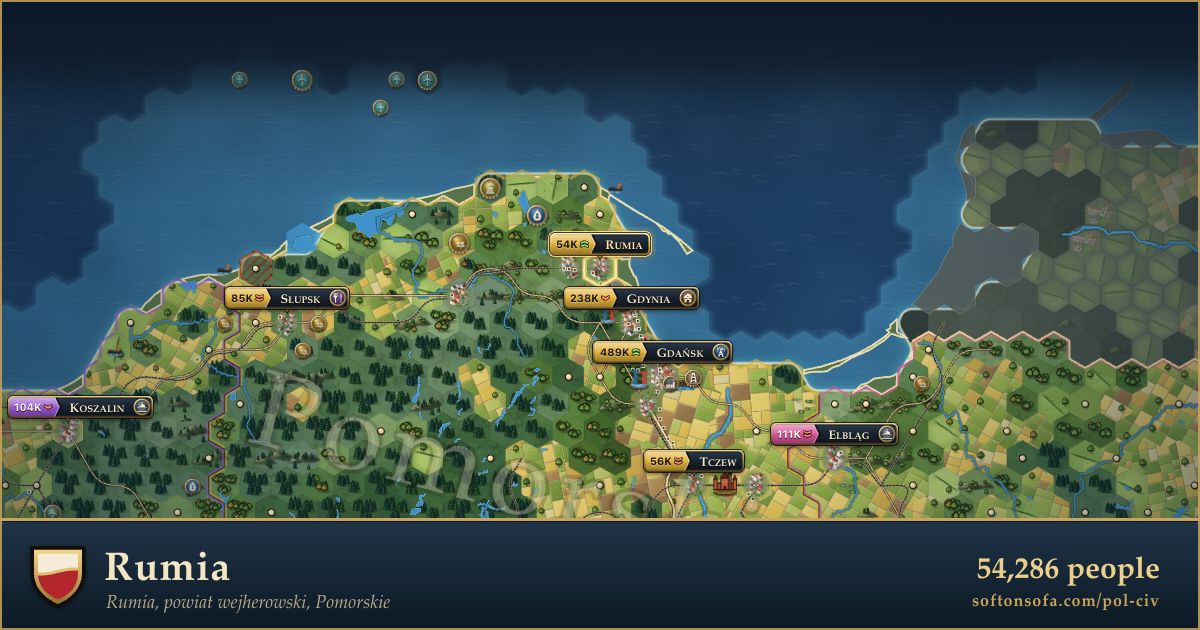 54K RUMIA
85K SŁUPSK
238K GDYNIA
489K GDAŃSK
104K KOSZALIN
111K ELBLĄG
56K TCZEW
Pomorski
Rumia
54,286 people
Rumia, powiat wejherowski, Pomorskie
softonsofa.com/pol-civ